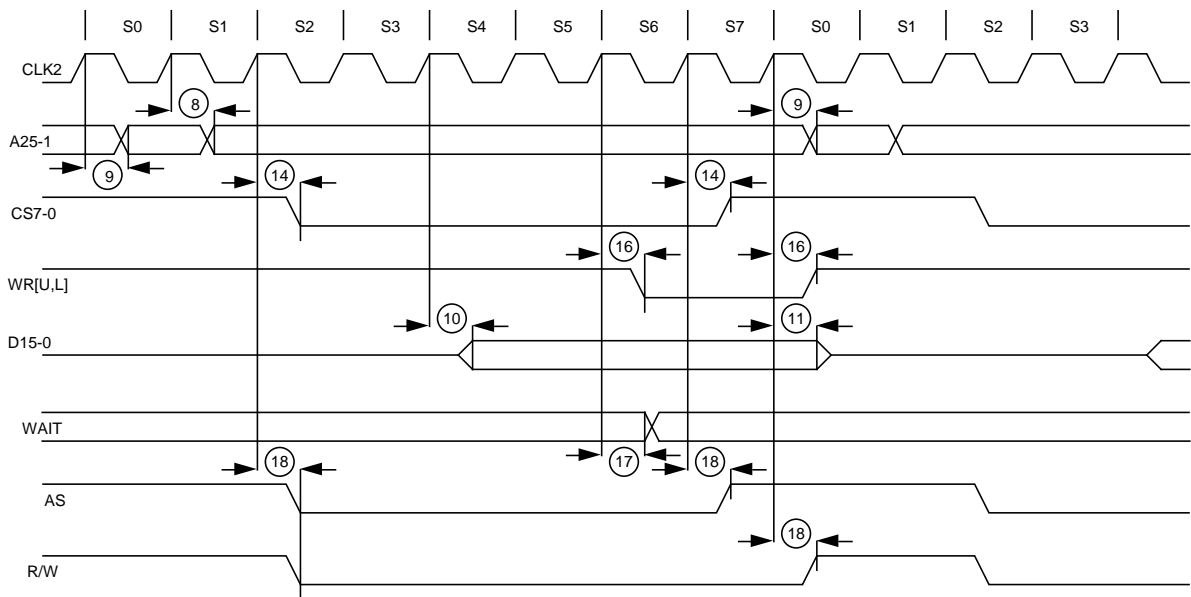 S0 S1 S2 S3 S4 S5 S6 S7 S0 S1 S2 S3
CLK2
8 9
A25-1
9
14 14
CS7-0
16 16
WR[U,L]
10 11
D15-0
WAIT
18 17 18
AS
18
R/W